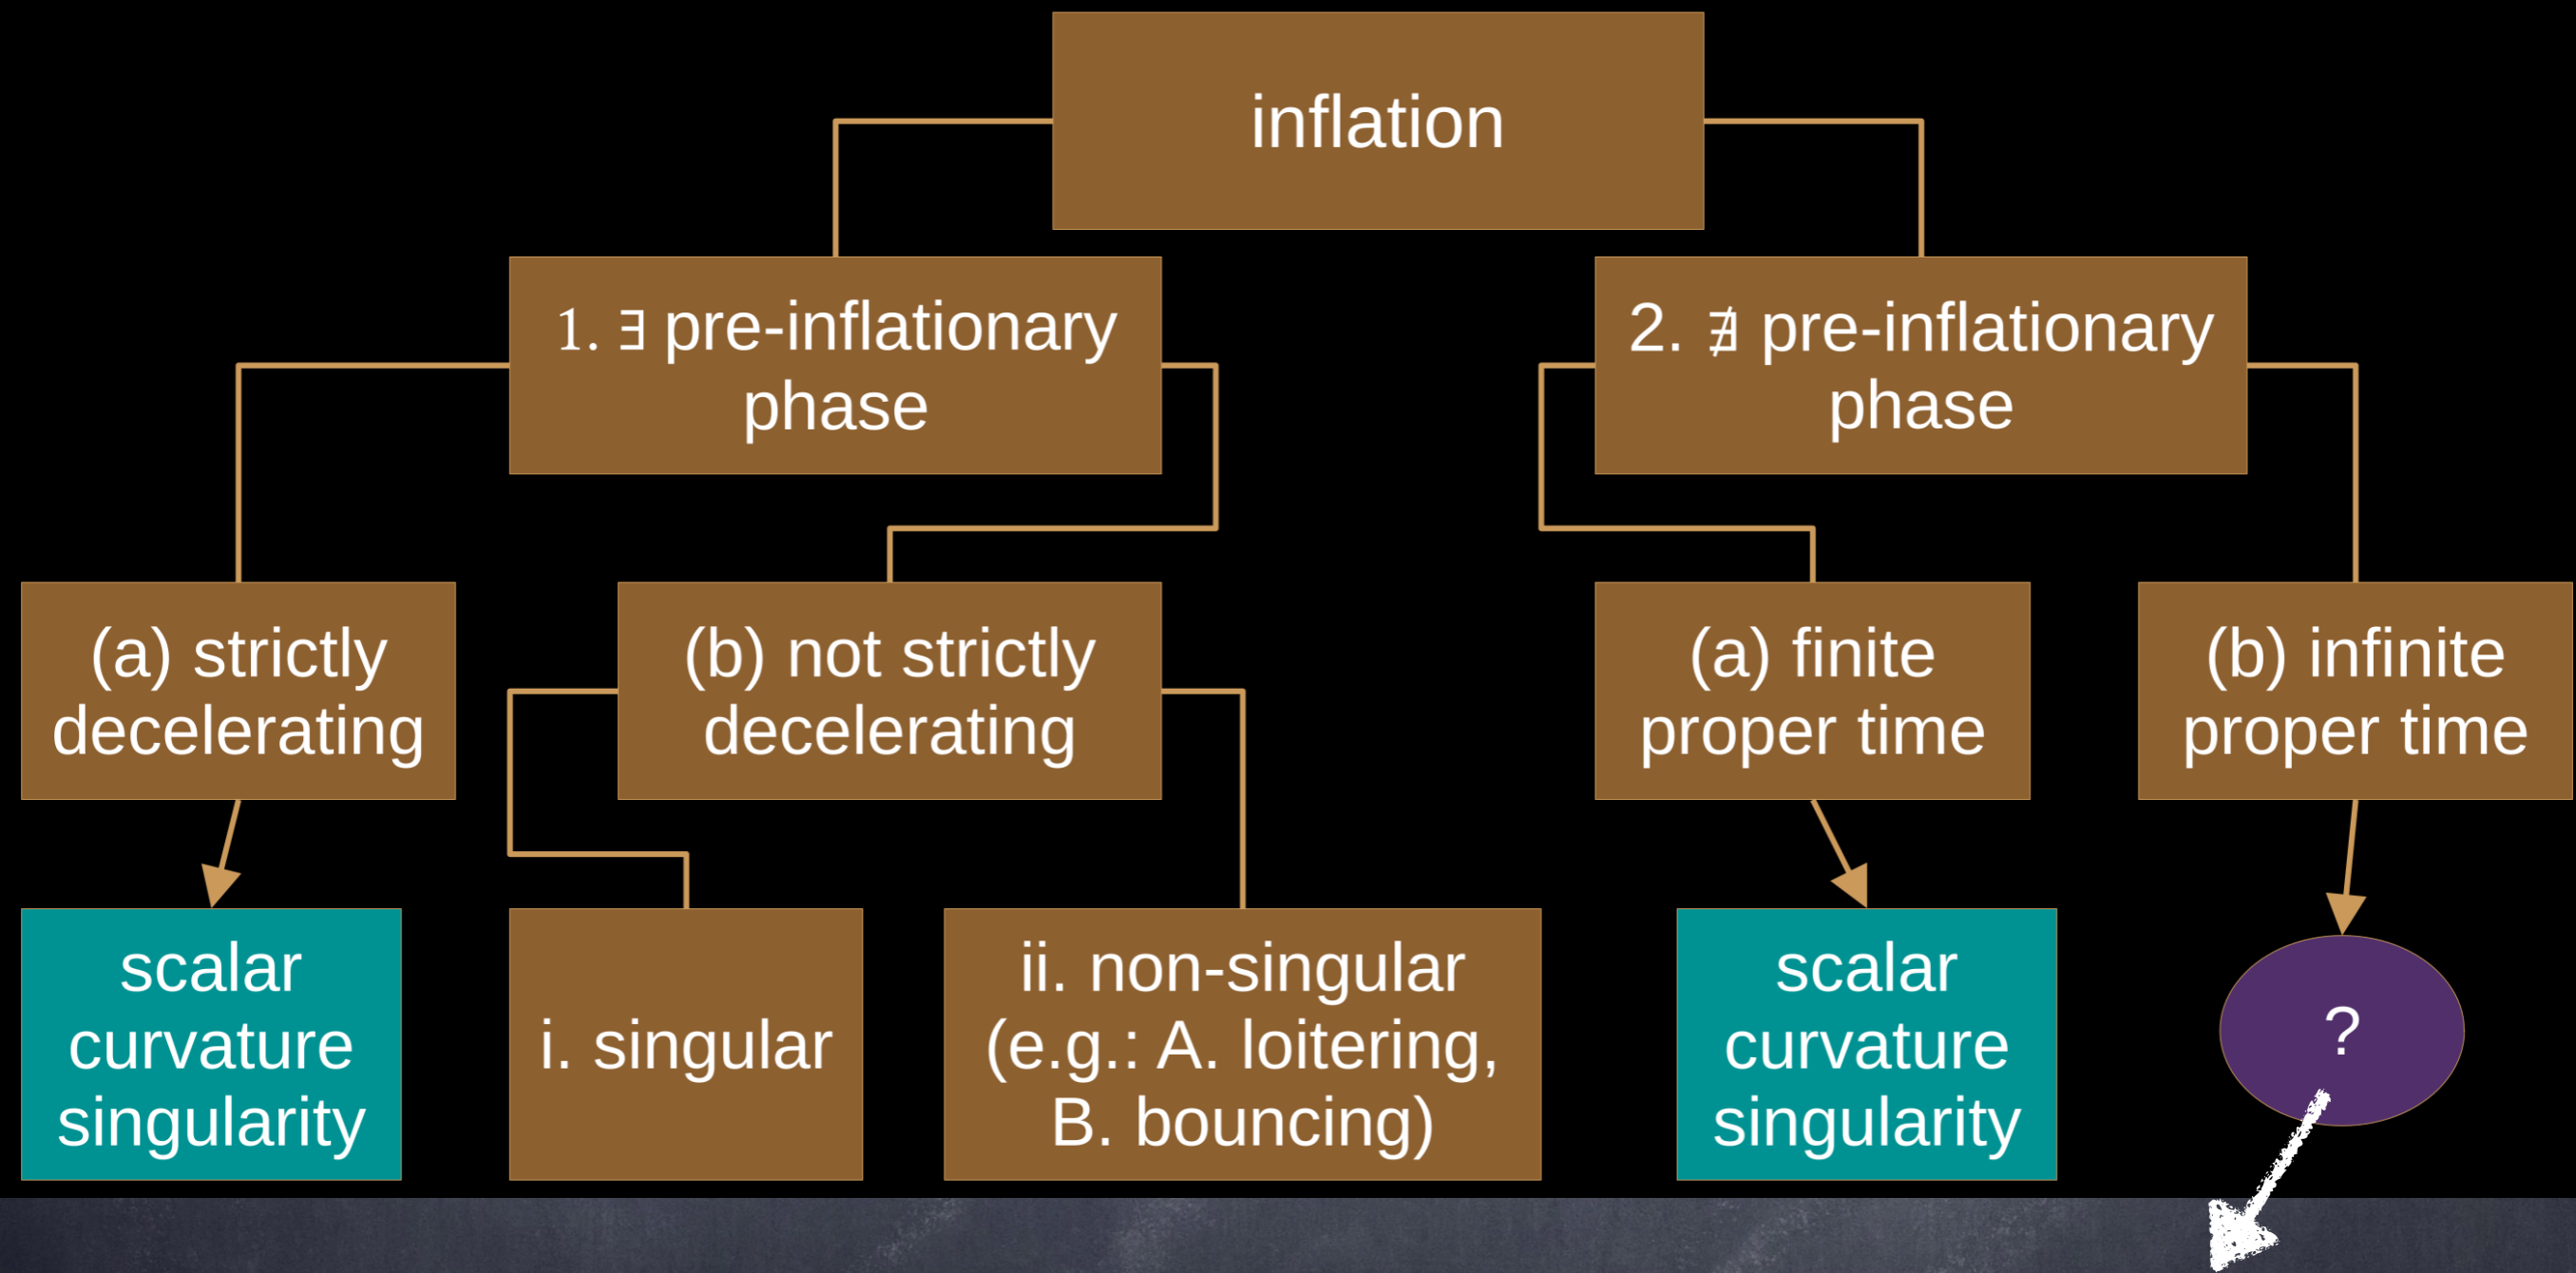 inflation
1. ∃ pre-inflationary
phase
2. ∄ pre-inflationary
phase
(a) strictly
decelerating
(b) not strictly
decelerating
(a) finite
proper time
(b) infinite
proper time
scalar
curvature
singularity
i. singular
ii. non-singular
(e.g.: A. loitering,
B. bouncing)
scalar
curvature
singularity
?